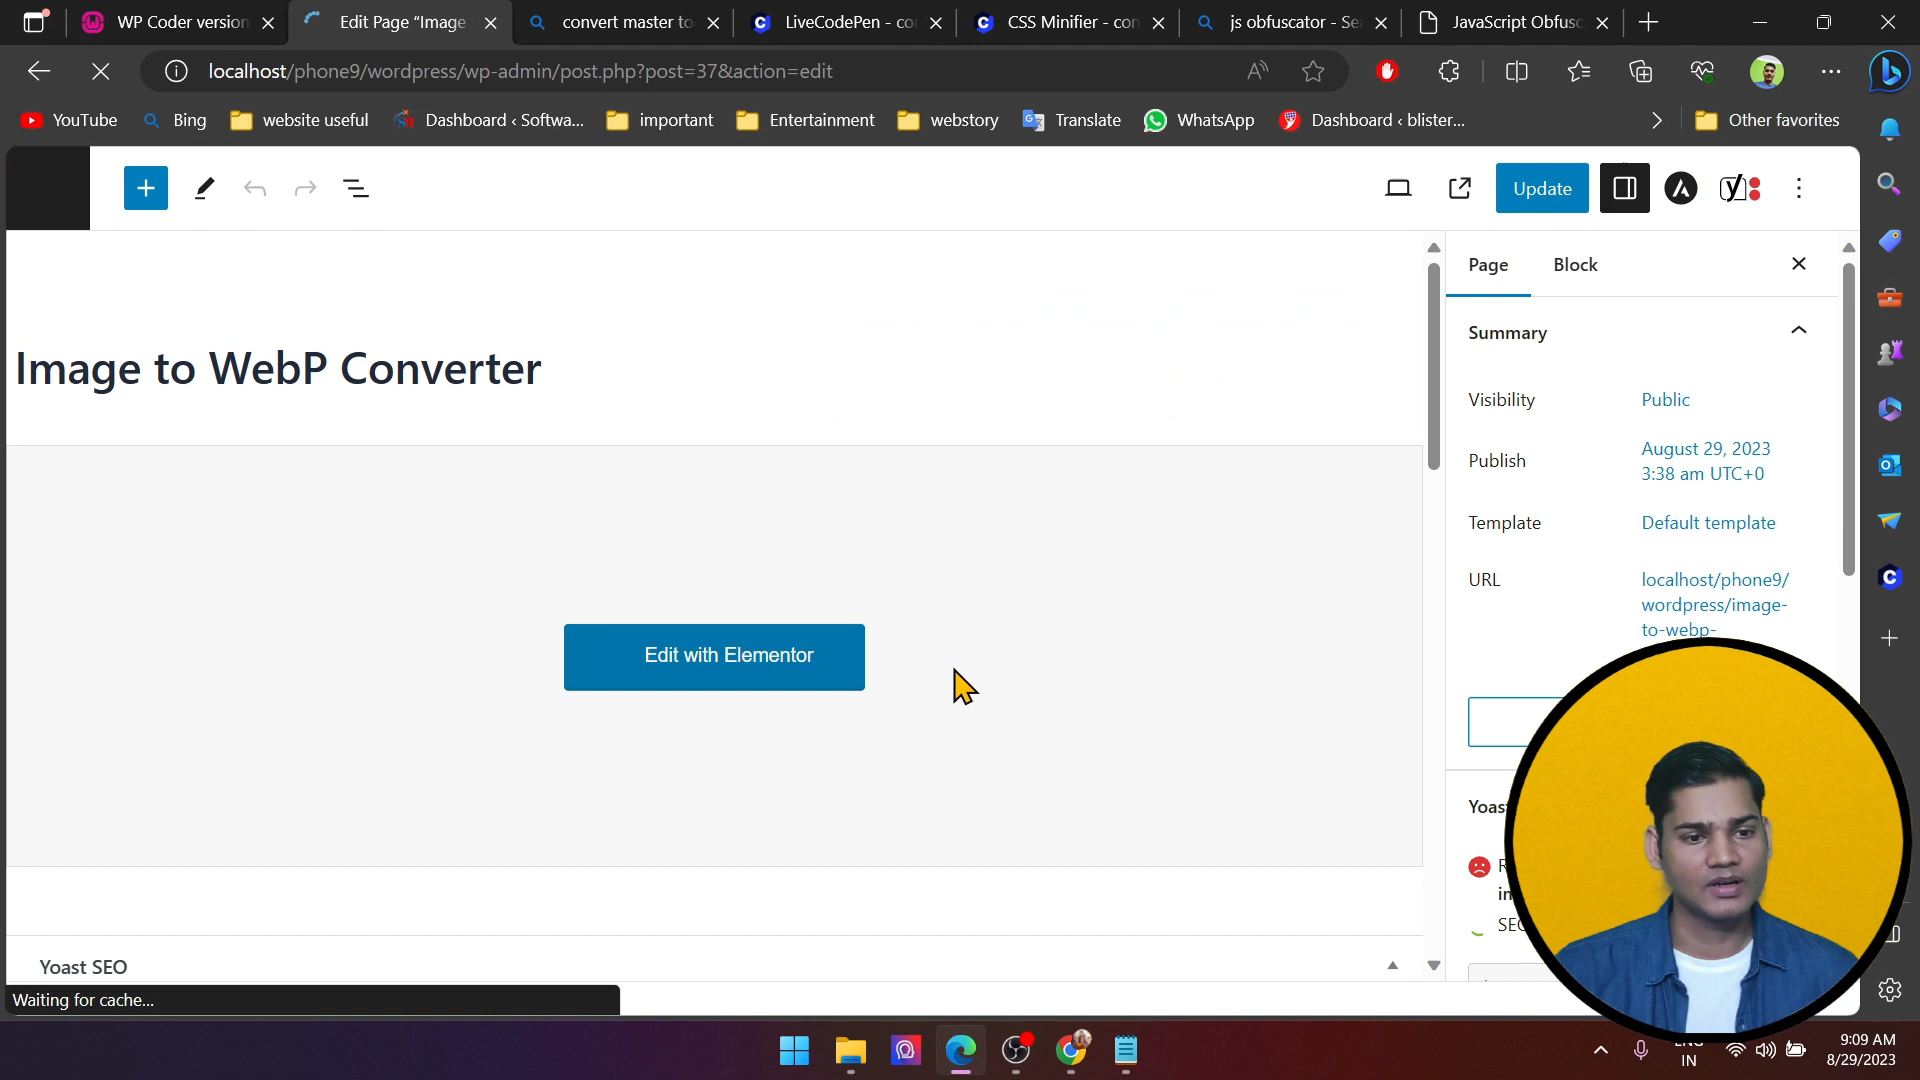 WP Coder version
Edit Page “Image
convert master to
LiveCodePen - co
CSS Minifier - con
js obfuscator - Se
JavaScript Obfusc
localhost/phone9/wordpress/wp-admin/post.php?post=37&action=edit
YouTube
Bing
website useful
Dashboard ‹ Softwa...
important
Entertainment
webstory
Translate
WhatsApp
Dashboard ‹ blister...
Other favorites
Update
Page
Block
Summary
Image to WebP Converter
Visibility
Public
Publish
August 29, 2023
3:38 am UTC+0
Template
Default template
URL
localhost/phone9/
wordpress/image-
to-webp-
Edit with Elementor
Yoast
SEO
Yoast SEO
Waiting for cache...
ENG
IN
9:09 AM
8/29/2023